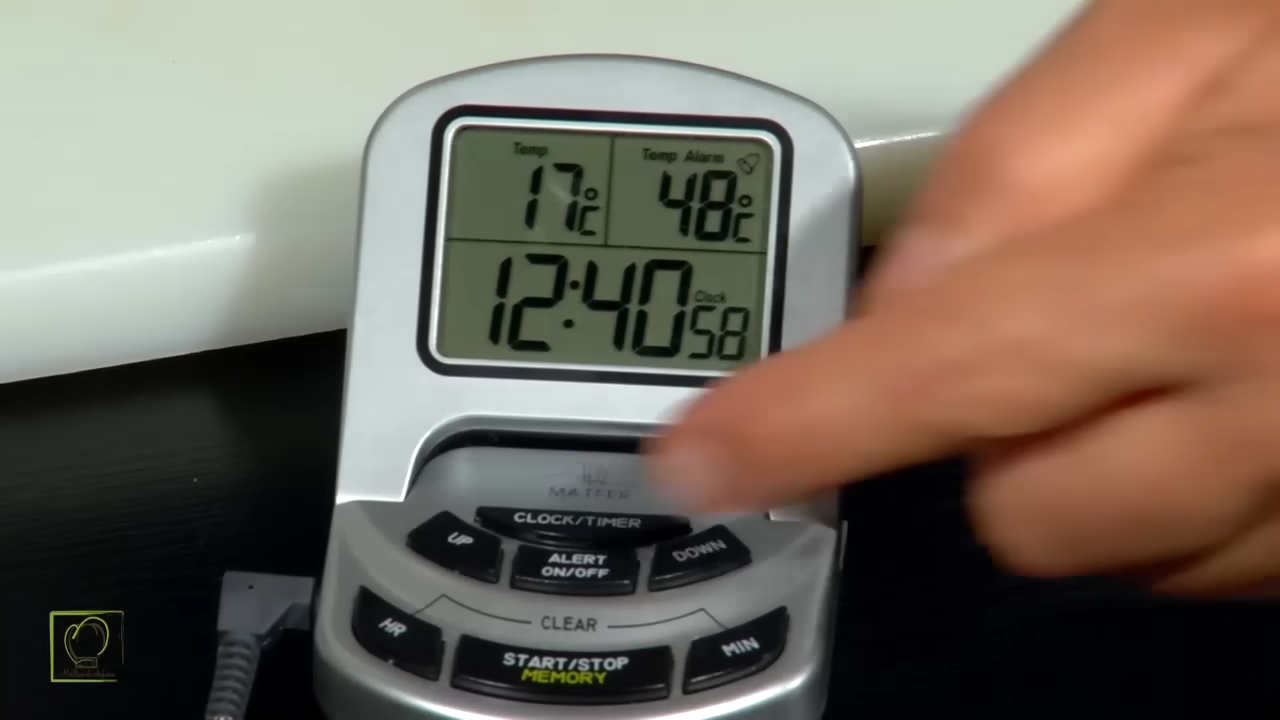 Temp
Temp Alarm
17°C
48°C
12:40 58
Clock
MATFER
CLOCK/TIMER
UP
ALERT
ON/OFF
DOWN
HR
CLEAR
MIN
START/STOP
MEMORY